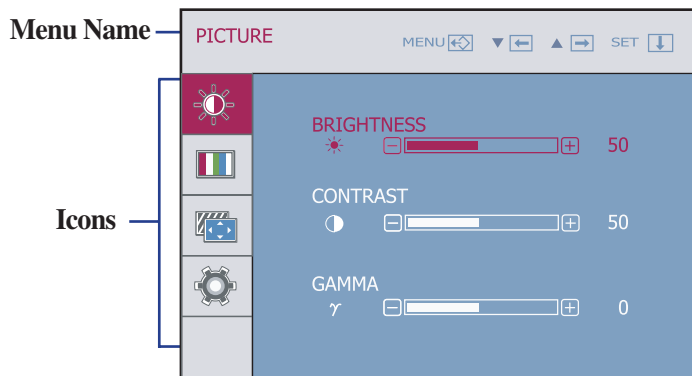 Menu Name
PICTURE
MENU ▼ ▲ SET
BRIGHTNESS
50
CONTRAST
50
Icons
GAMMA
γ 0